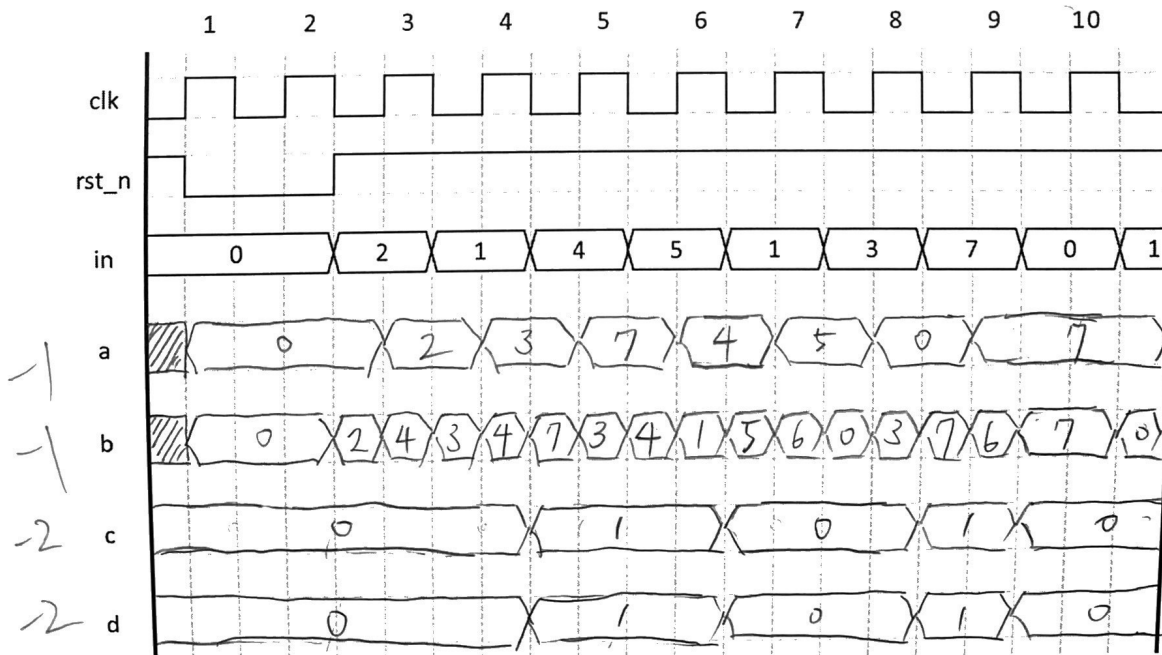 1 2 3 4 5 6 7 8 9 10
clk
rst_n
in 0 2 1 4 5 1 3 7 0 1
a 0 2 3 7 4 5 0 7
-1
b 0 2 4 3 4 7 3 4 1 5 6 0 3 7 6 7 0
-1
c 0 1 0 1 0
-2
d 0 1 0 1 0
-2